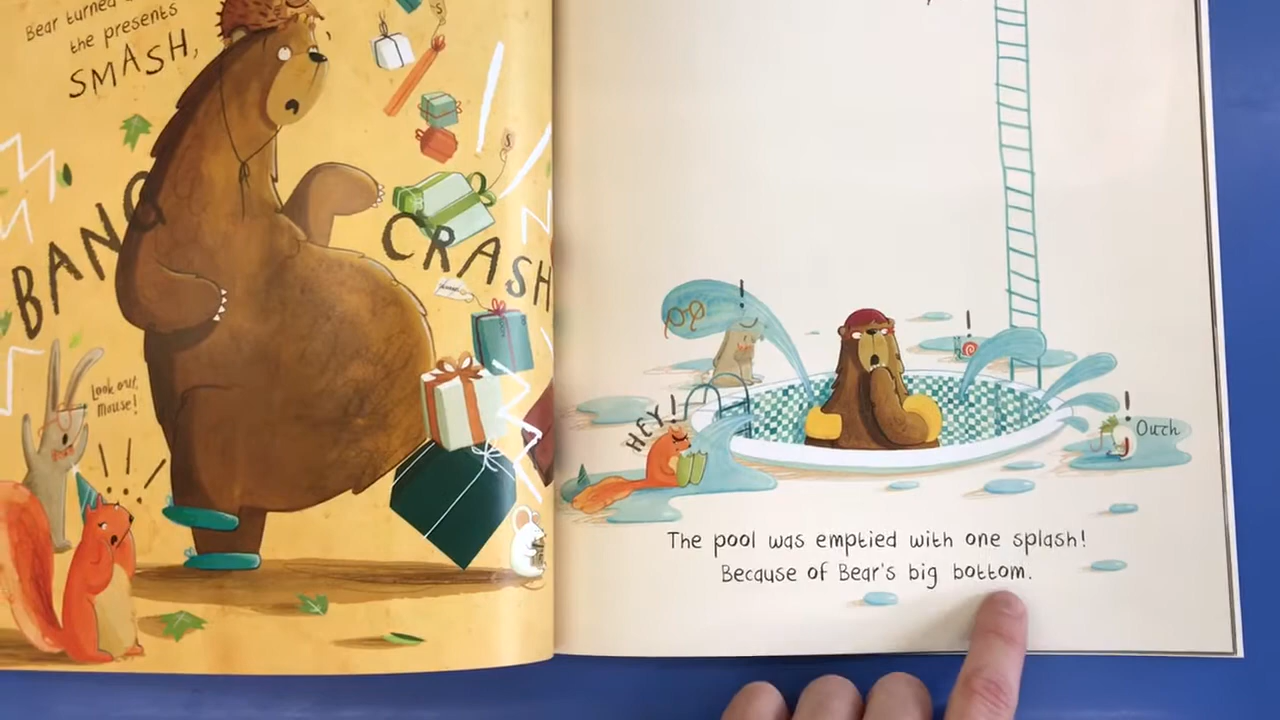 Bear turned
the presents
SMASH,
BANG
CRASH
Look out,
Mouse!
HEY!
!
!
!
Ouch
The pool was emptied with one splash!
Because of Bear's big bottom.